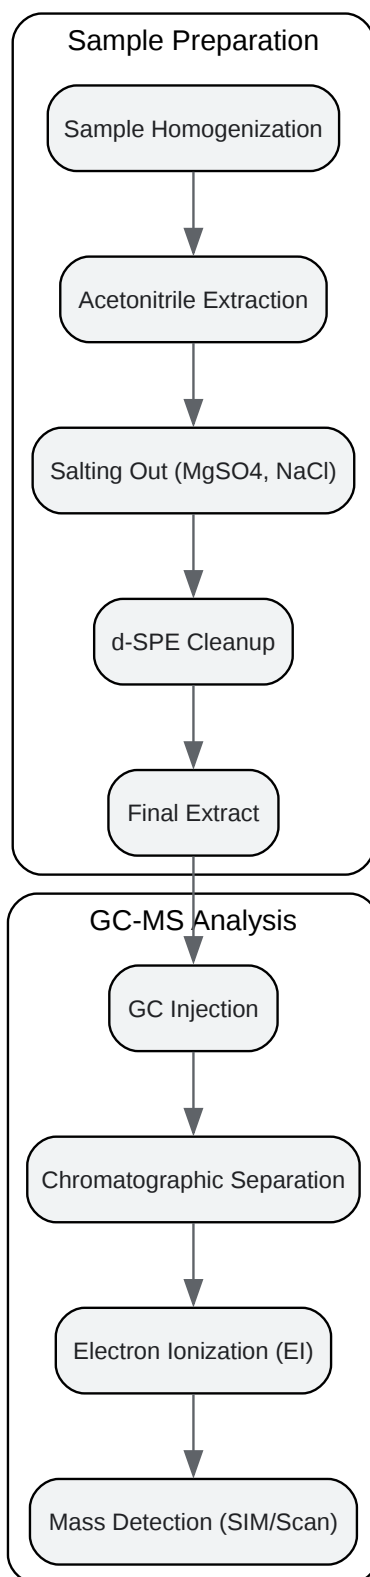 Sample Preparation
Sample Homogenization
Acetonitrile Extraction
Salting Out (MgSO4, NaCl)
d-SPE Cleanup
Final Extract
GC-MS Analysis
GC Injection
Chromatographic Separation
Electron Ionization (EI)
Mass Detection (SIM/Scan)